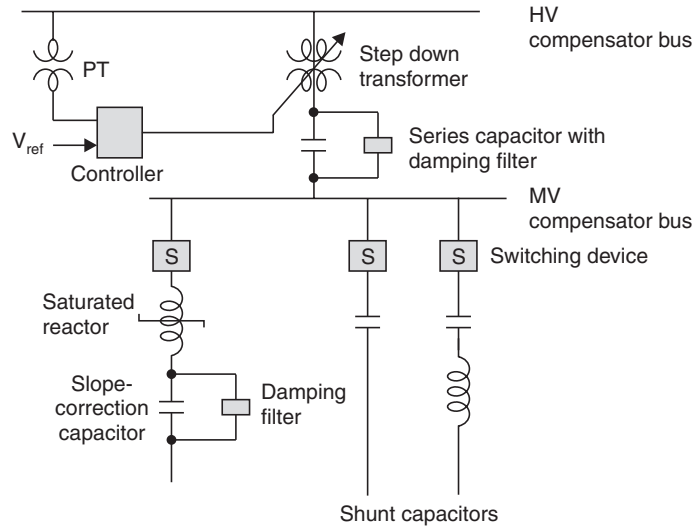 HV
compensator bus
PT
Step down
transformer
V_ref
Controller
Series capacitor with
damping filter
MV
compensator bus
S
S
S
Switching device
Saturated
reactor
Slope-
correction
capacitor
Damping
filter
Shunt capacitors